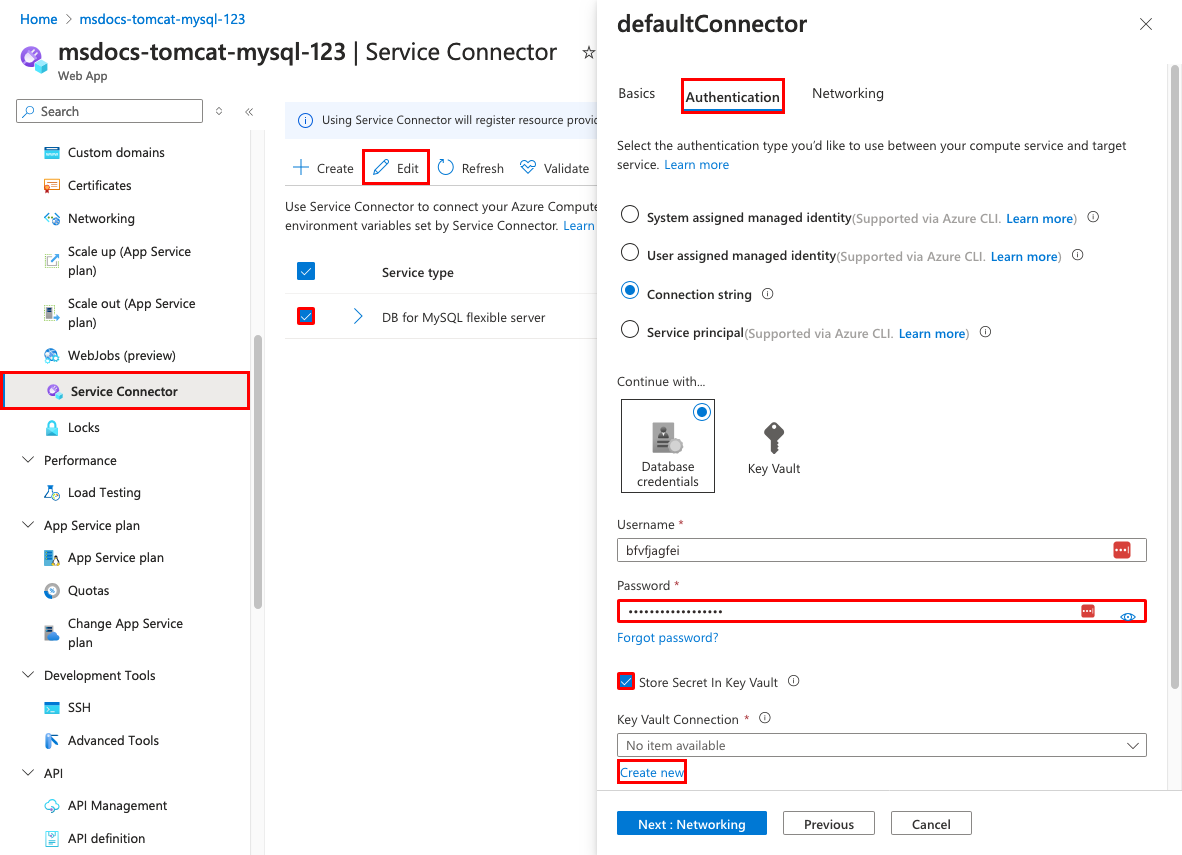 Home > msdocs-tomcat-mysql-123
msdocs-tomcat-mysql-123 | Service Connector
Web App
Search
Custom domains
Certificates
Networking
Scale up (App Service
plan)
Scale out (App Service
plan)
WebJobs (preview)
Service Connector
Locks
Performance
Load Testing
App Service plan
App Service plan
Quotas
Change App Service
plan
Development Tools
SSH
Advanced Tools
API
API Management
API definition
Using Service Connector will register resource provid
Create
Edit
Refresh
Validate
Use Service Connector to connect your Azure Compute
environment variables set by Service Connector. Learn
Service type
DB for MySQL flexible server
defaultConnector
Basics
Authentication
Networking
Select the authentication type you'd like to use between your compute service and target
service. Learn more
System assigned managed identity(Supported via Azure CLI. Learn more)
User assigned managed identity(Supported via Azure CLI. Learn more)
Connection string
Service principal(Supported via Azure CLI. Learn more)
Continue with...
Database
credentials
Key Vault
Username *
bfvfjagfei
Password *
••••••••••••••••••
Forgot password?
Store Secret In Key Vault
Key Vault Connection *
No item available
Create new
Next : Networking
Previous
Cancel